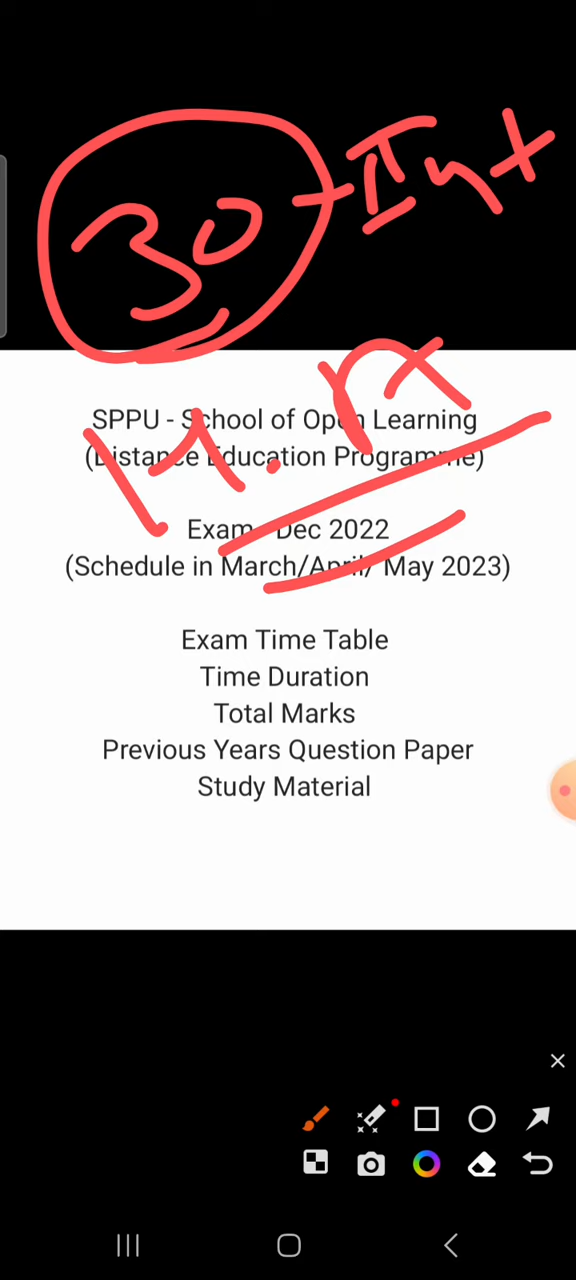 30
SPPU - School of Open Learning
(Distance Education Programme)
Exam - Dec 2022
(Schedule in March/April/ May 2023)
Exam Time Table
Time Duration
Total Marks
Previous Years Question Paper
Study Material